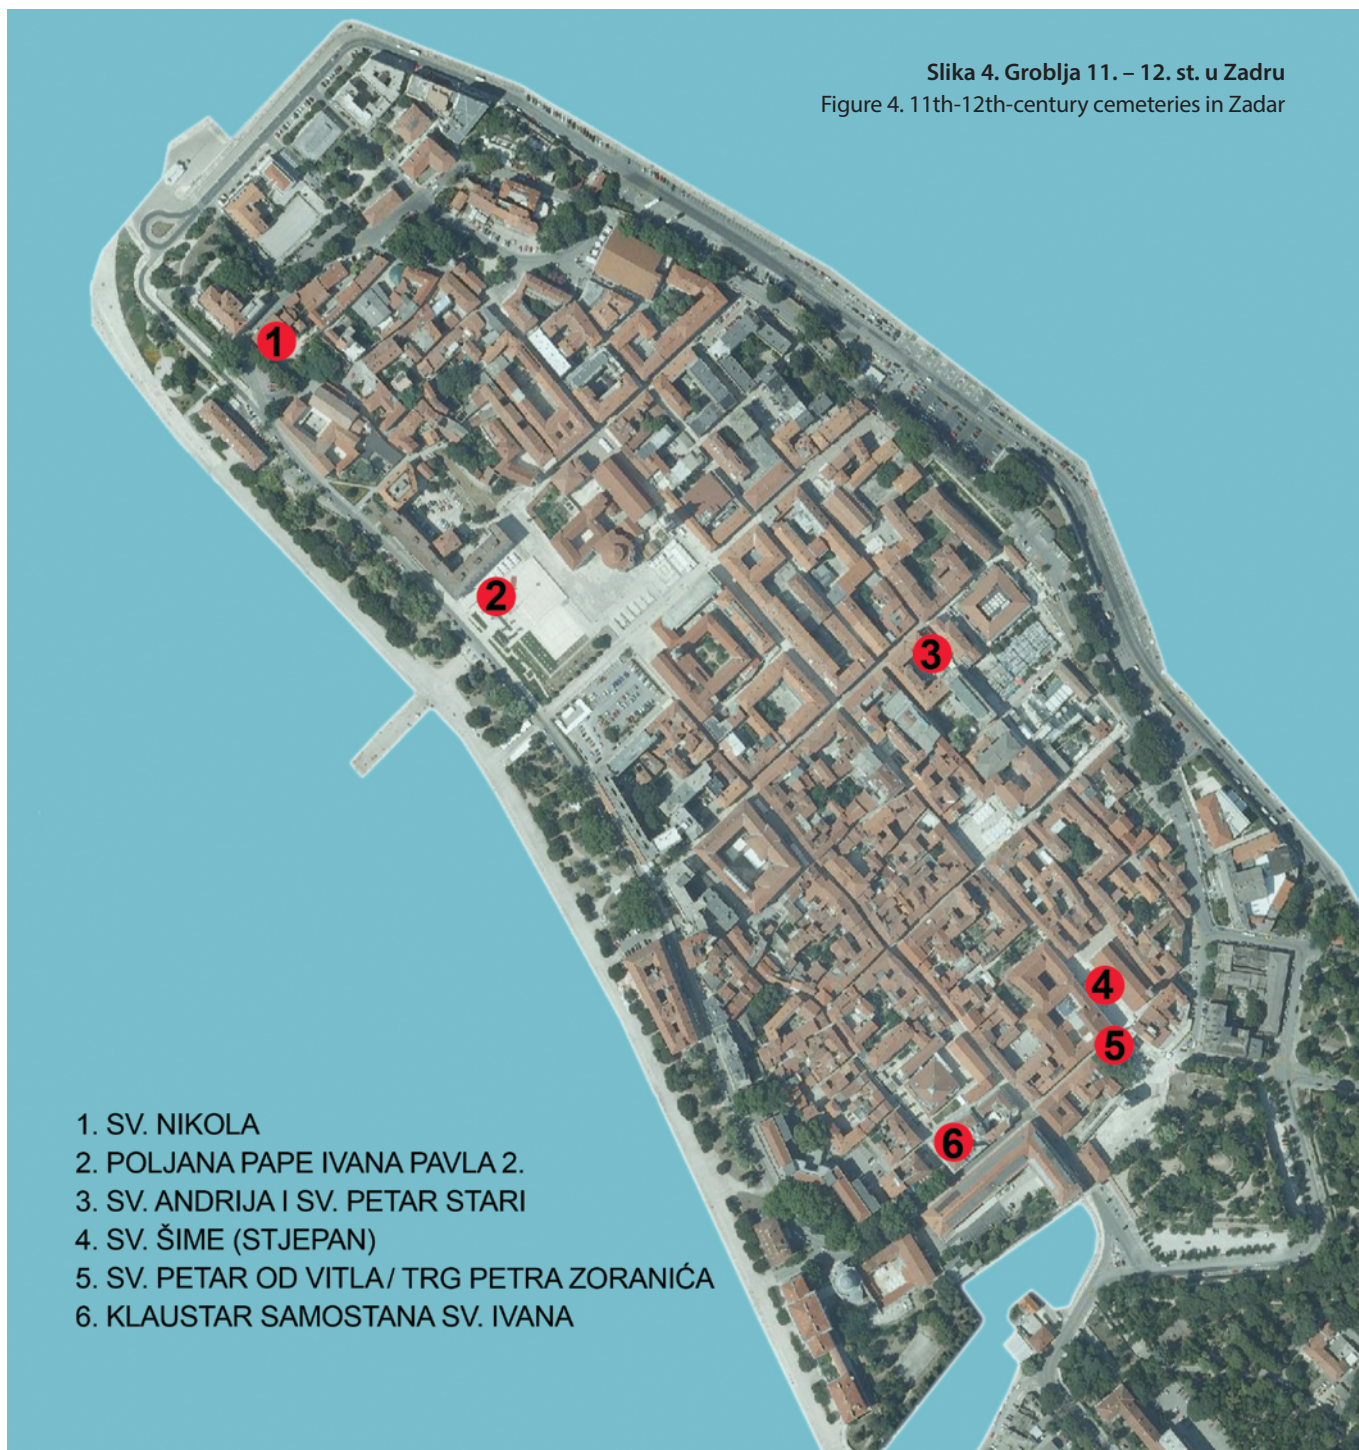 Slika 4. Groblja 11. – 12. st. u Zadru
Figure 4. 11th-12th-century cemeteries in Zadar
1
2
3
4
5
6
1. SV. NIKOLA
2. POLJANA PAPE IVANA PAVLA 2.
3. SV. ANDRIJA I SV. PETAR STARI
4. SV. ŠIME (STJEPAN)
5. SV. PETAR OD VITLA / TRG PETRA ZORANIĆA
6. KLAUSTAR SAMOSTANA SV. IVANA